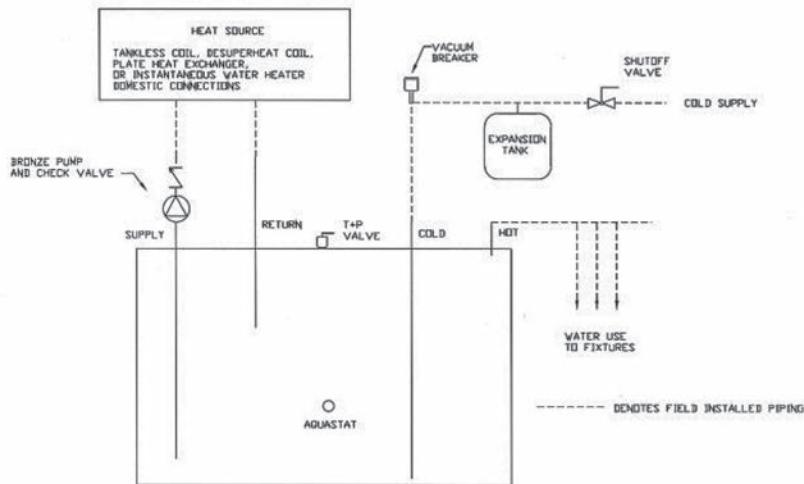 HEAT SOURCE
TANKLESS COIL, DESUPERHEAT COIL,
PLATE HEAT EXCHANGER,
OR INSTANTANEOUS WATER HEATER
DOMESTIC CONNECTIONS
VACUUM
BREAKER
SHUTOFF
VALVE
COLD SUPPLY
EXPANSION
TANK
BRONZE PUMP
AND CHECK VALVE
SUPPLY
RETURN
T+P
VALVE
COLD
HOT
WATER USE
TO FIXTURES
AQUASTAT
DENOTES FIELD INSTALLED PIPING